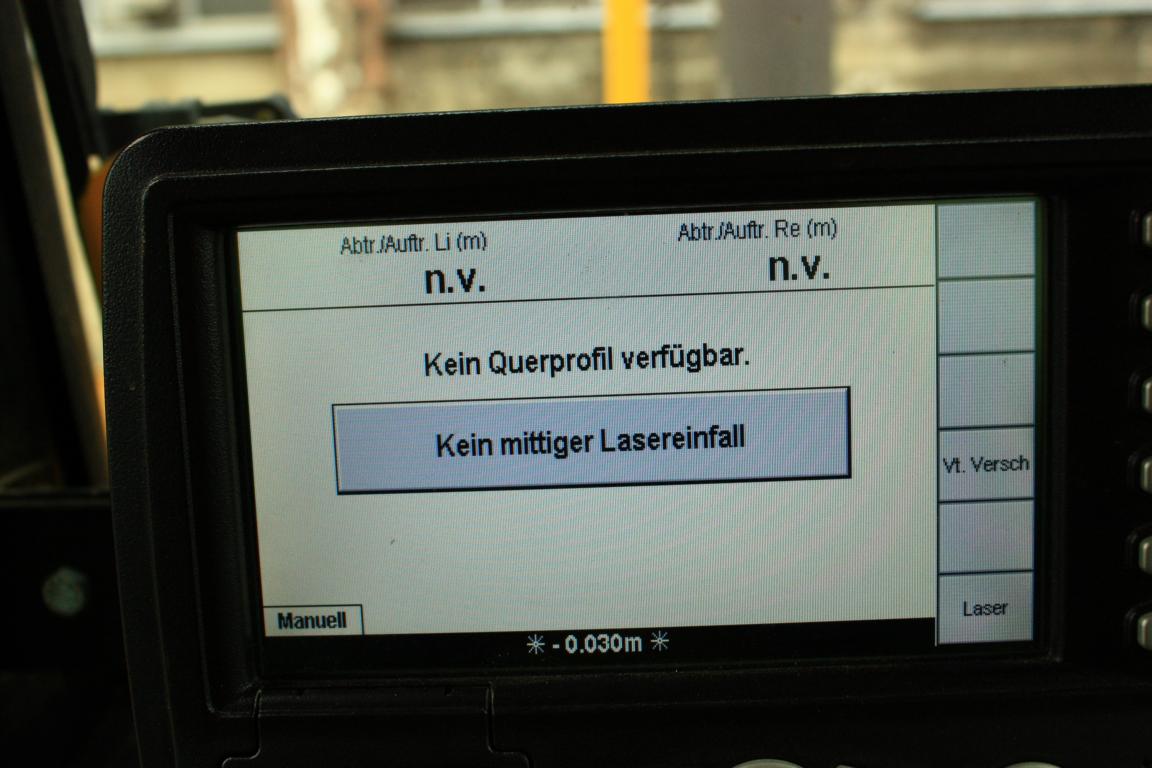 Abtr./Auftr. Li (m)
n.v.
Abtr./Auftr. Re (m)
n.v.
Kein Querprofil verfügbar.
Kein mittiger Lasereinfall
Vt. Versch
Laser
Manuell
- 0.030m